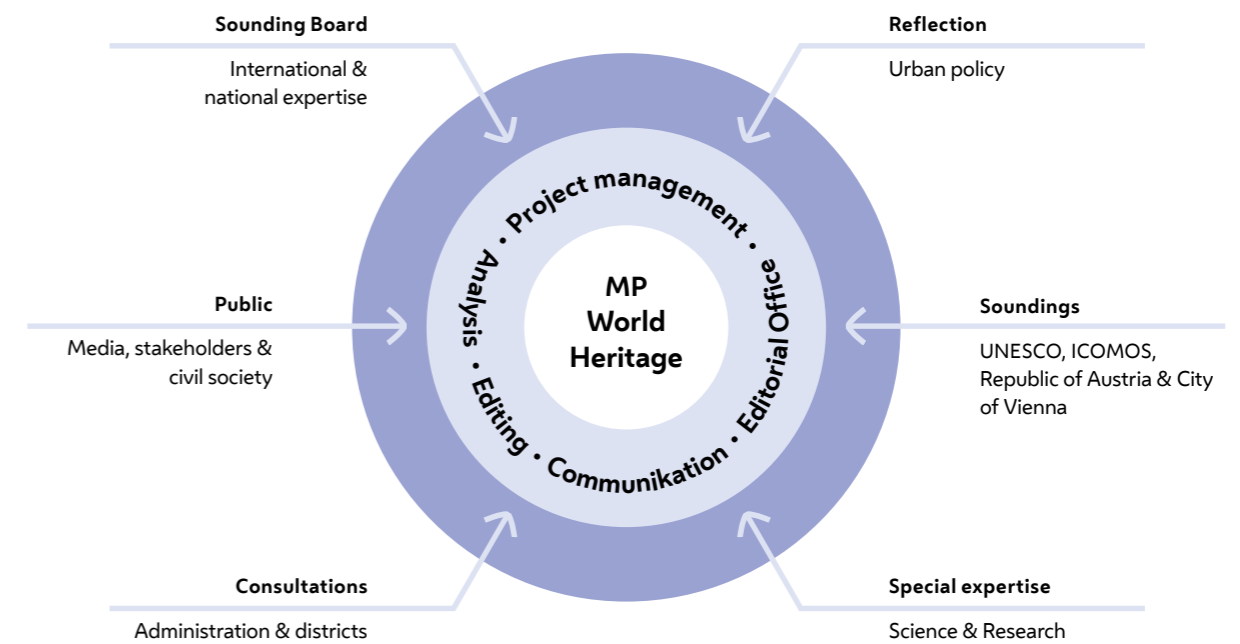 Sounding Board
International &
national expertise
Reflection
Urban policy
Public
Media, stakeholders &
civil society
Project management • Editorial Office • Communikation • Editing • Analysis •
MP
World
Heritage
Soundings
UNESCO, ICOMOS,
Republic of Austria & City
of Vienna
Consultations
Administration & districts
Special expertise
Science & Research